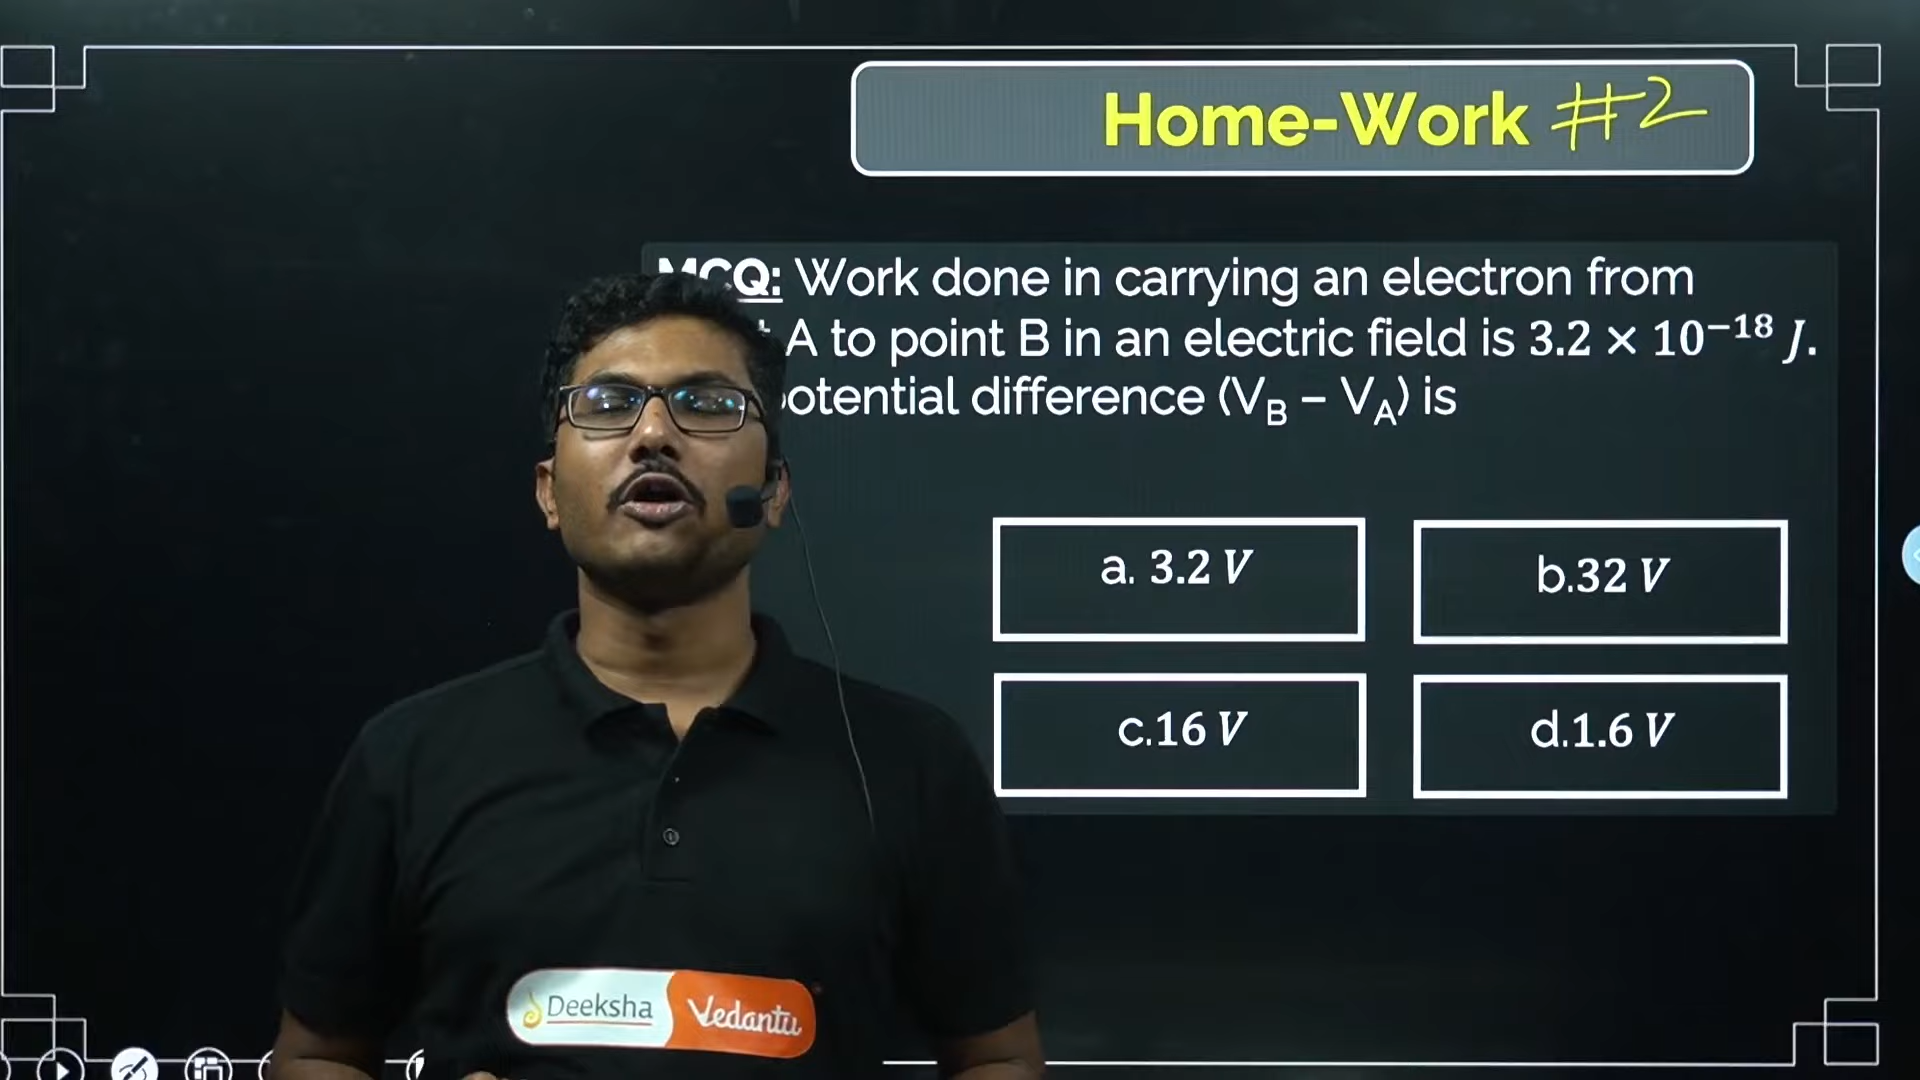 Home-Work #2
Work done in carrying an electron from
A to point B in an electric field is 3.2 × 10⁻¹⁸ J.
difference (V_B – V_A) is
a. 3.2 V
b.32 V
c.16 V
d.1.6 V
Deeksha Vedantu